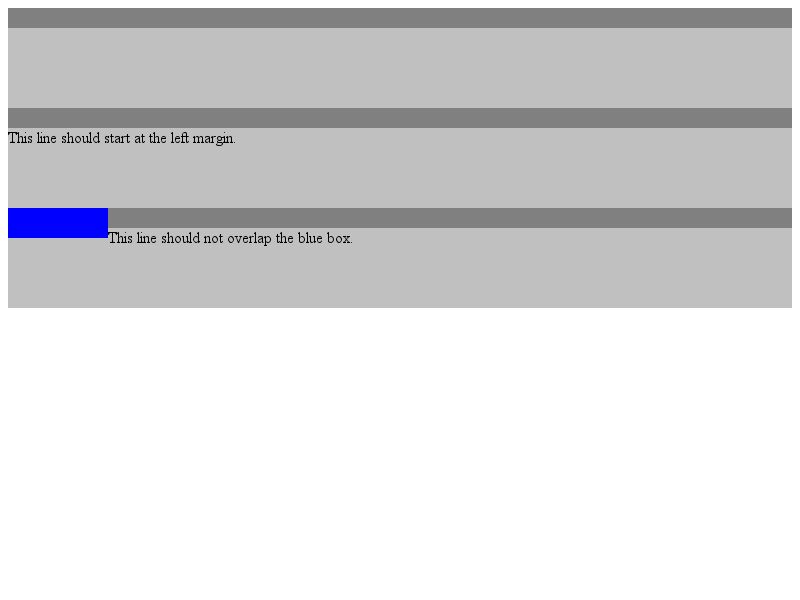 This line should start at the left margin.
This line should not overlap the blue box.